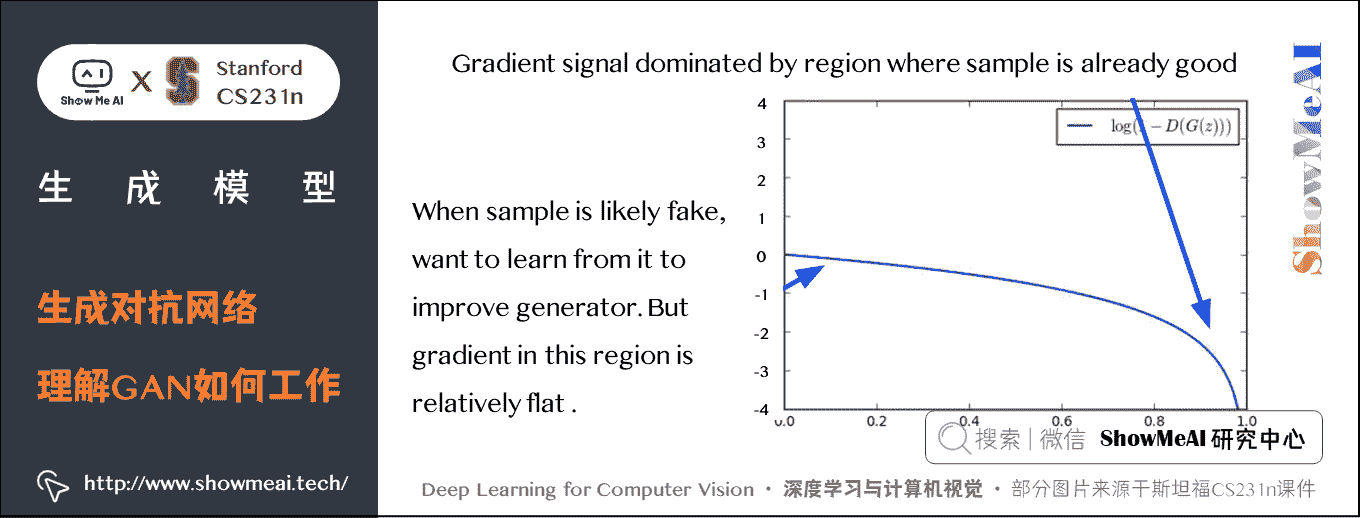 Show Me AI
X
Stanford
CS231n
生成模型
生成对抗网络
理解GAN如何工作
http://www.showmeai.tech/
Gradient signal dominated by region where sample is already good
When sample is likely fake,
want to learn from it to
improve generator. But
gradient in this region is
relatively flat .
4
3
2
1
0
-1
-2
-3
-4
0.0
0.2
0.4
0.6
0.8
1.0
log(1 − D(G(z)))
ShowMeAI
搜索 | 微信 ShowMeAI 研究中心
Deep Learning for Computer Vision · 深度学习与计算机视觉 · 部分图片来源于斯坦福CS231n课件